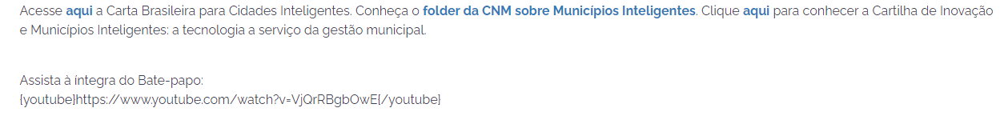 Acesse aqui a Carta Brasileira para Cidades Inteligentes. Conheça o folder da CNM sobre Municípios Inteligentes. Clique aqui para conhecer a Cartilha de Inovação
e Municípios Inteligentes: a tecnologia a serviço da gestão municipal.
Assista à íntegra do Bate-papo:
{youtube}https://www.youtube.com/watch?v=VjQrRBgbOwE{/youtube}